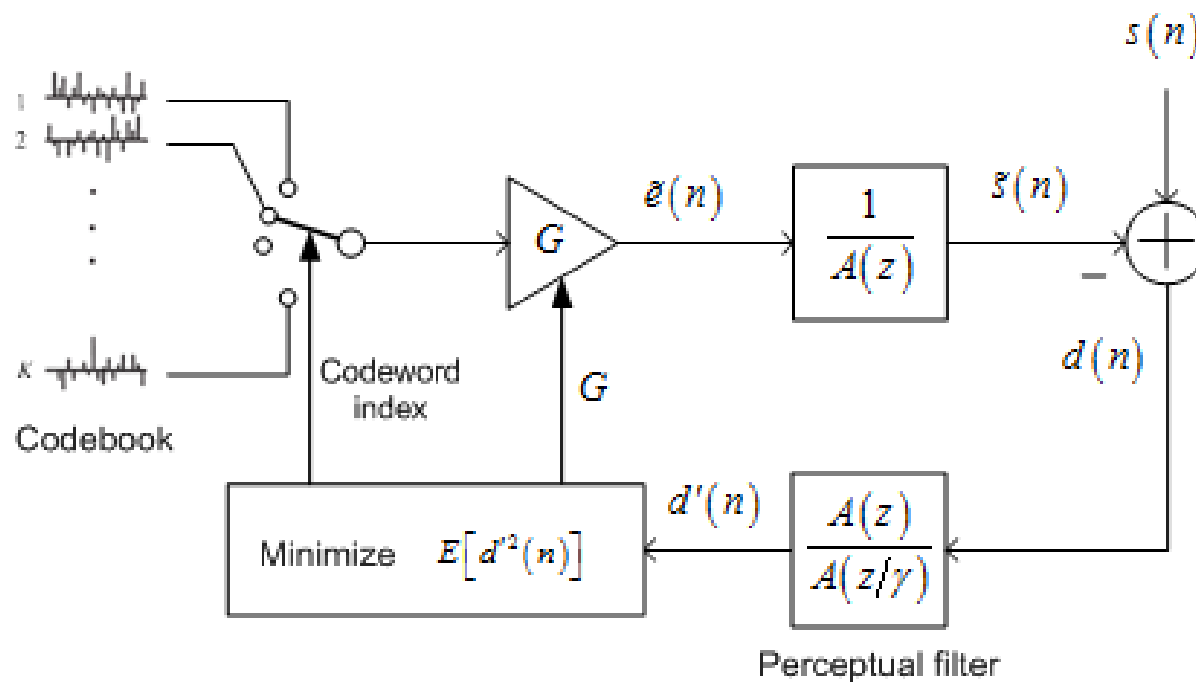 s(n)
1
2
ẽ(n)
s̃(n)
G
1
A(z)
−
d(n)
K
Codeword
index
G
Codebook
d'(n)
A(z)
A(z/γ)
Minimize E[d'²(n)]
Perceptual filter